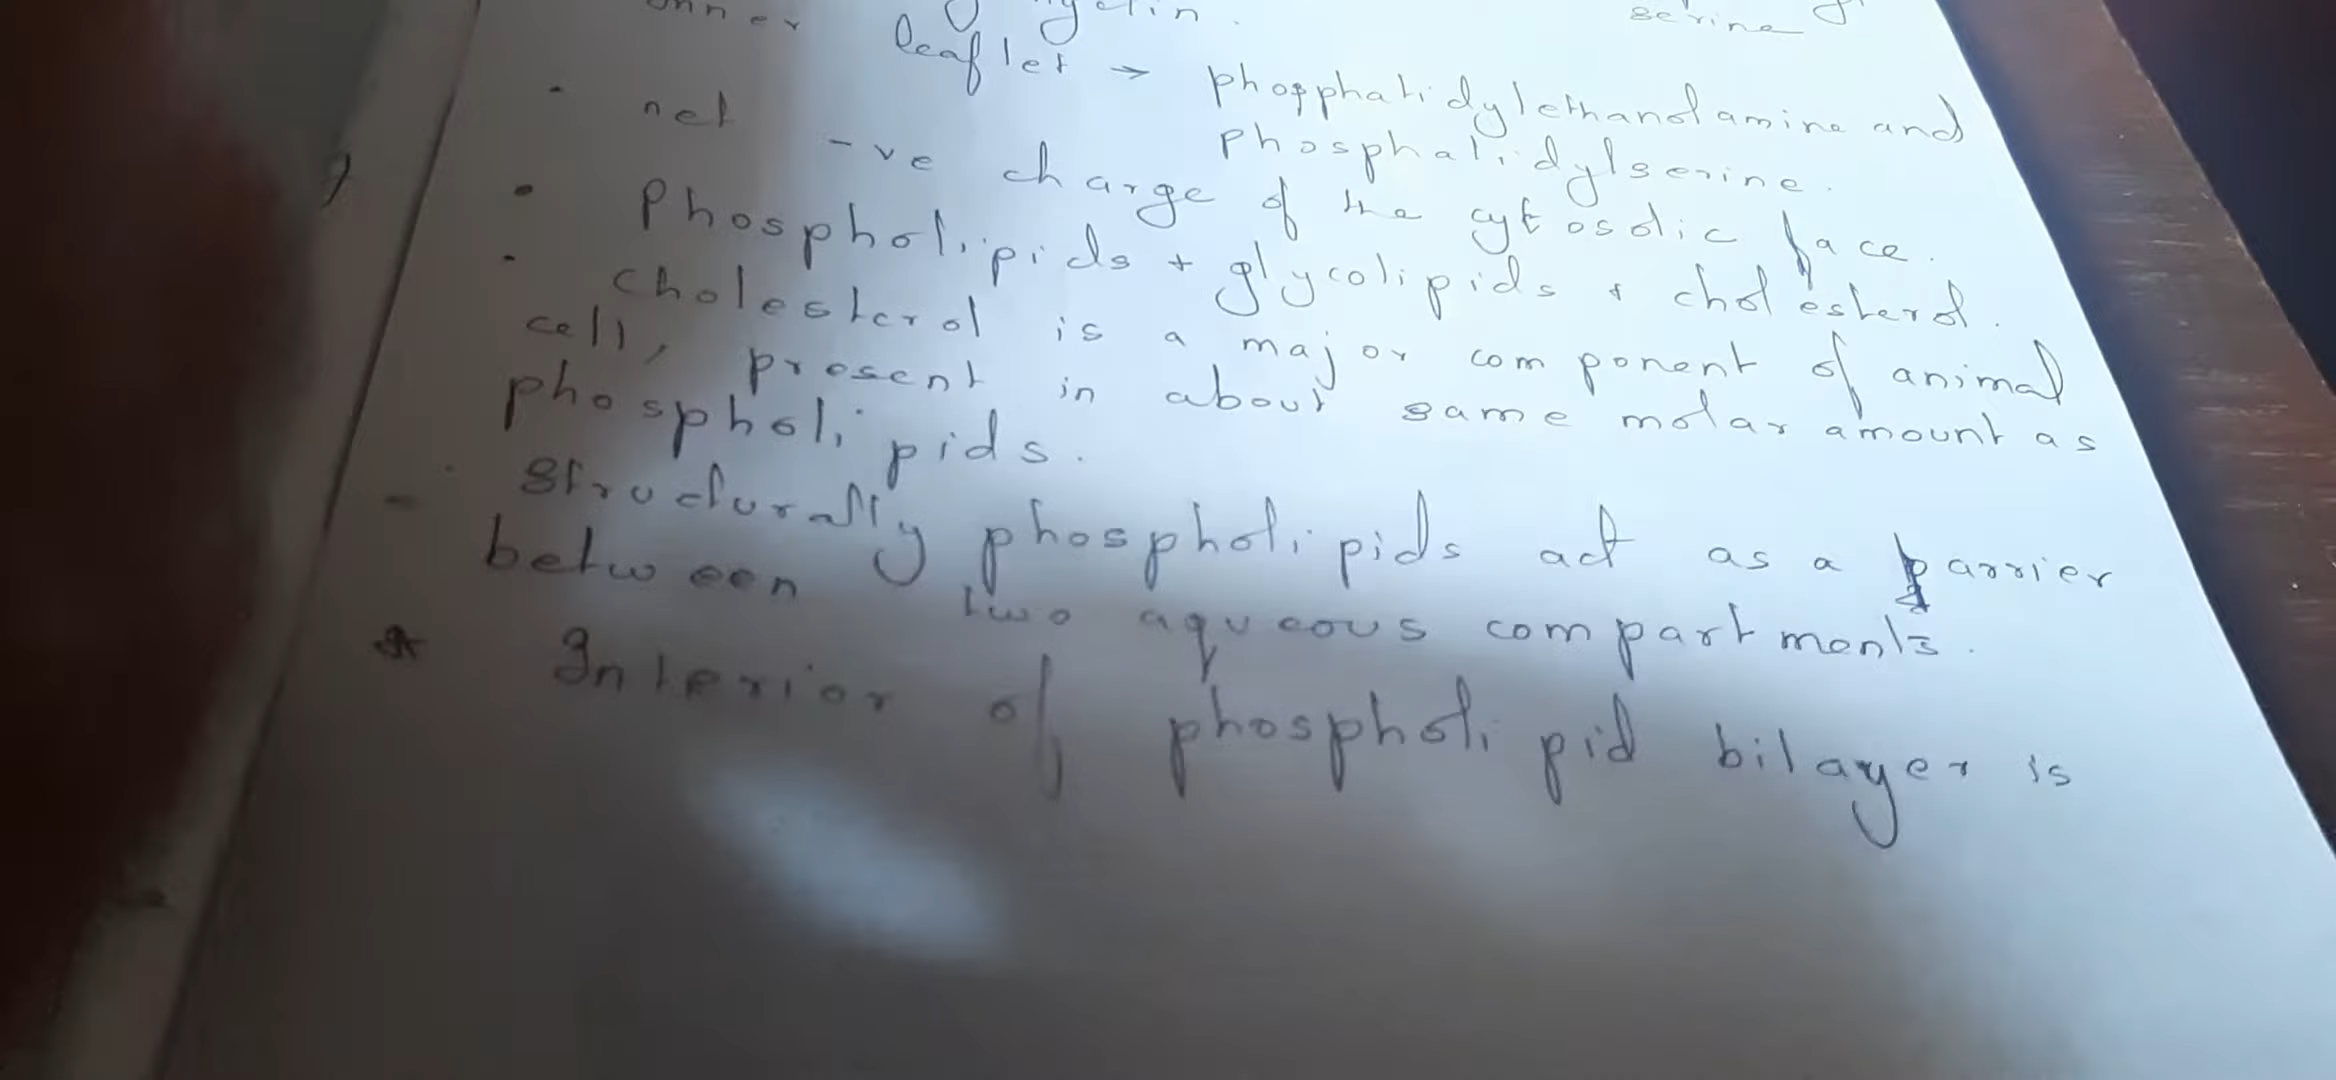 serine
inner leaflet → phosphatidylethanolamine and
phosphatidylserine.
• net -ve charge of the cytosolic face.
• Phospholipids + glycolipids + cholesterol.
• cholesterol is a major component of animal
cell, present in about same molar amount as
phospholipids.
- Structurally phospholipids act as a barrier
between two aqueous compartments.
* Interior of phospholipid bilayer is